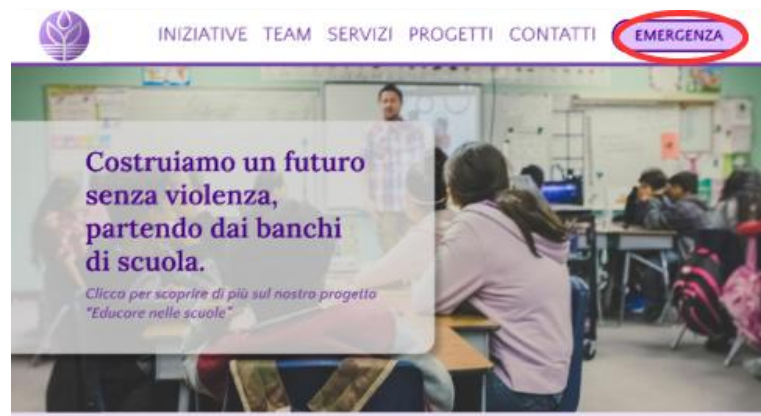 INIZIATIVE TEAM SERVIZI PROGETTI CONTATTI EMERGENZA
Costruiamo un futuro
senza violenza,
partendo dai banchi
di scuola.
Clicca per scoprire di più sul nostro progetto
"Educare nelle scuole"